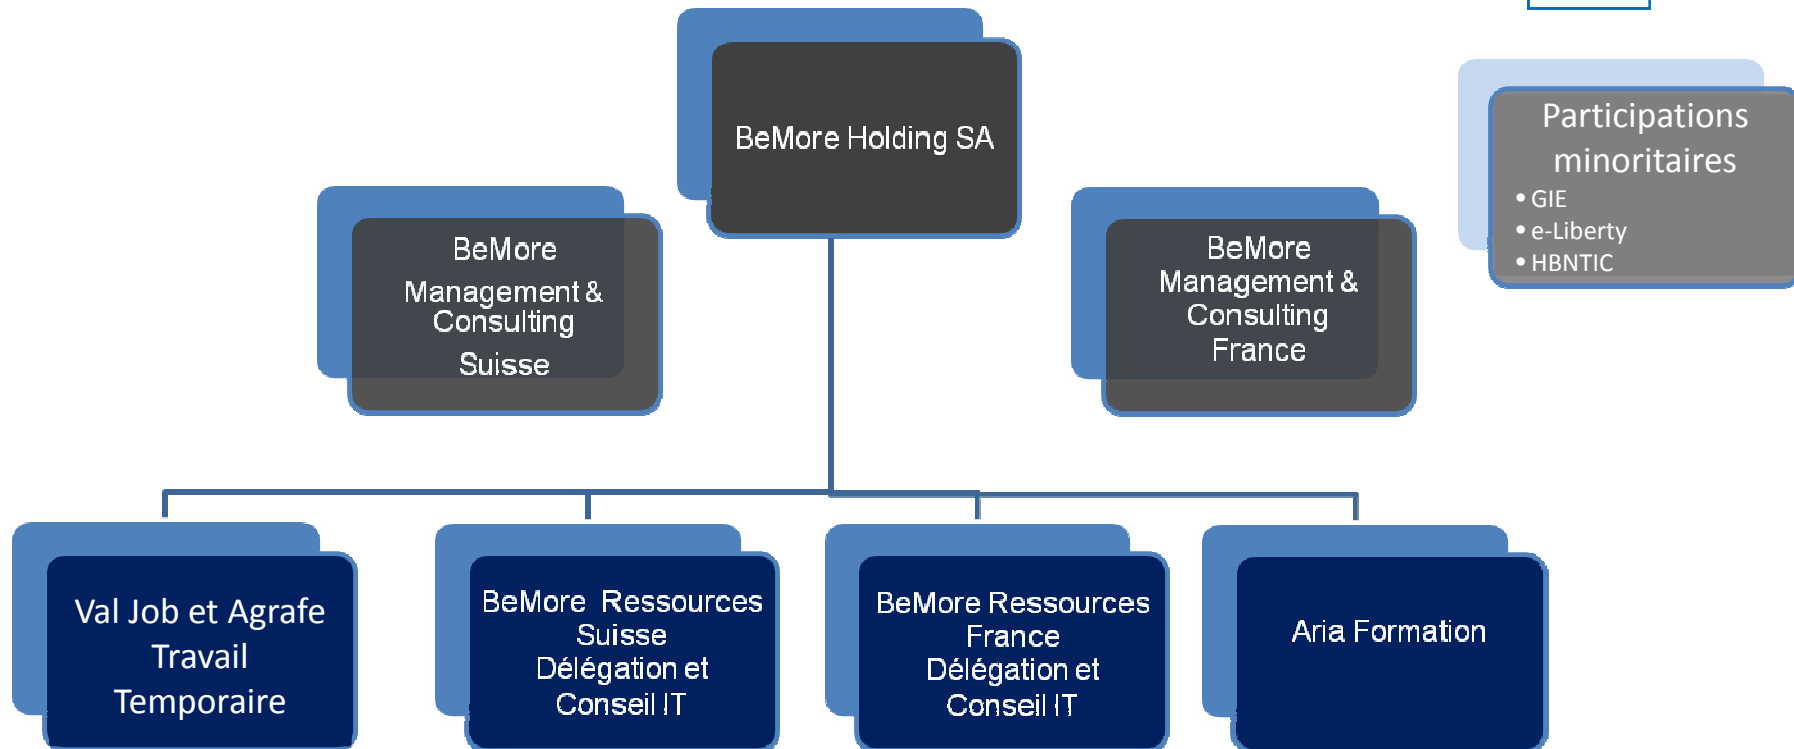 BeMore Holding SA
Participations
minoritaires
• GIE
• e-Liberty
• HBNTIC
BeMore
Management &
Consulting
Suisse
BeMore
Management &
Consulting
France
Val Job et Agrafe
Travail
Temporaire
BeMore Ressources
Suisse
Délégation et
Conseil IT
BeMore Ressources
France
Délégation et
Conseil IT
Aria Formation